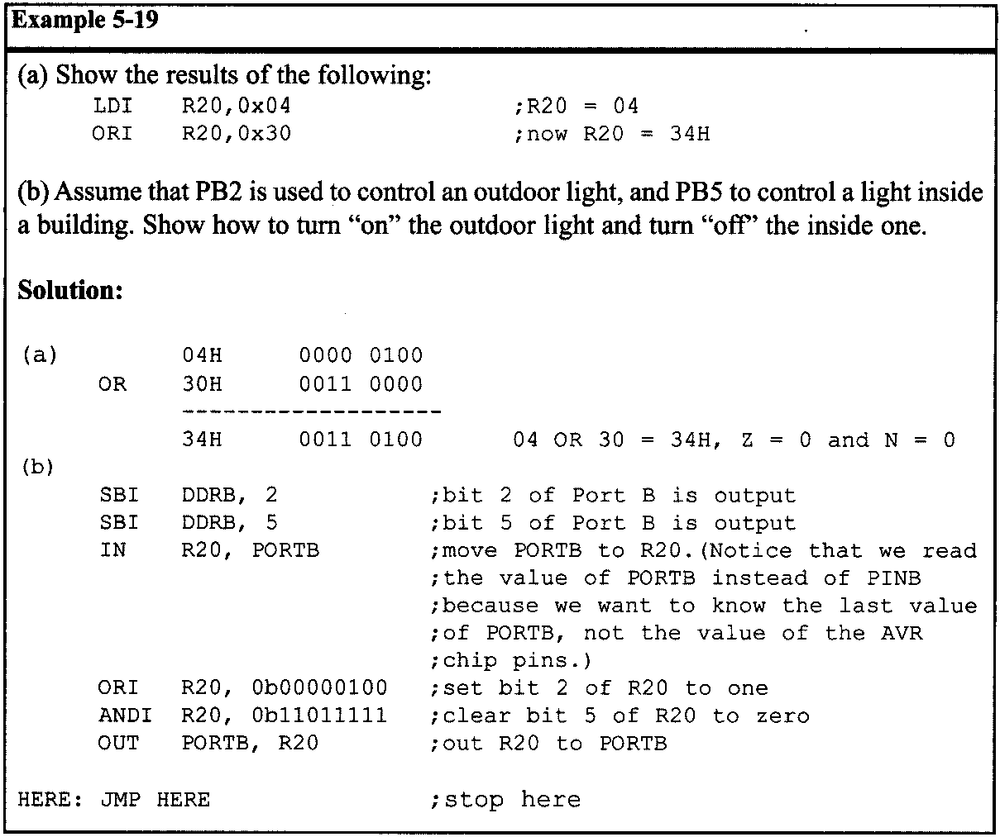 Example 5-19
(a) Show the results of the following:
LDI R20,0x04 ;R20 = 04
ORI R20,0x30 ;now R20 = 34H
(b) Assume that PB2 is used to control an outdoor light, and PB5 to control a light inside
a building. Show how to turn “on” the outdoor light and turn “off” the inside one.
Solution:
(a) 04H 0000 0100
OR 30H 0011 0000
-------------------
34H 0011 0100 04 OR 30 = 34H, Z = 0 and N = 0
(b)
SBI DDRB, 2 ;bit 2 of Port B is output
SBI DDRB, 5 ;bit 5 of Port B is output
IN R20, PORTB ;move PORTB to R20.(Notice that we read
;the value of PORTB instead of PINB
;because we want to know the last value
;of PORTB, not the value of the AVR
;chip pins.)
ORI R20, 0b00000100 ;set bit 2 of R20 to one
ANDI R20, 0b11011111 ;clear bit 5 of R20 to zero
OUT PORTB, R20 ;out R20 to PORTB
HERE: JMP HERE ;stop here